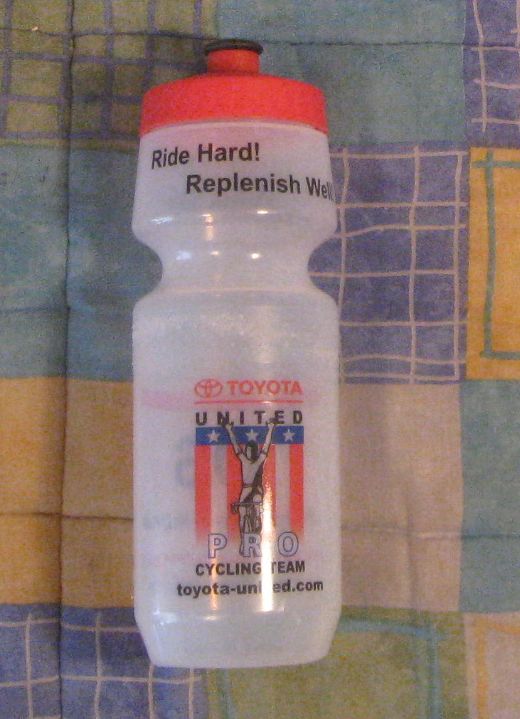 Ride Hard!
Replenish Well
TOYOTA
UNITED
PRO
CYCLING TEAM
toyota-united.com